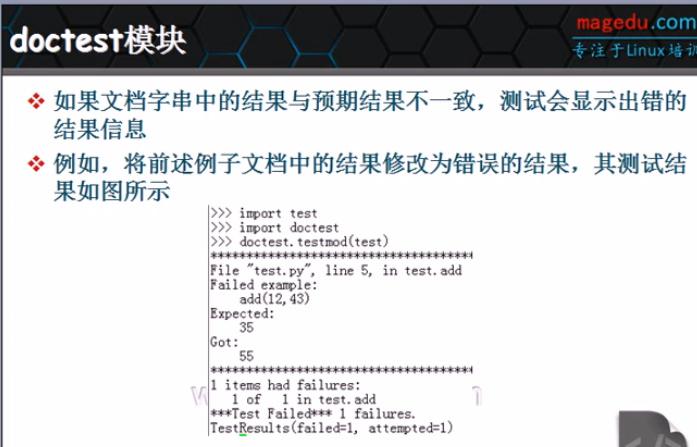 doctest模块
magedu.com
专注于Linux培训
如果文档字串中的结果与预期结果不一致，测试会显示出错的
结果信息
例如，将前述例子文档中的结果修改为错误的结果，其测试结
果如图所示
>>> import test
>>> import doctest
>>> doctest.testmod(test)
**********************************************************************
File "test.py", line 5, in test.add
Failed example:
    add(12,43)
Expected:
    35
Got:
    55
**********************************************************************
1 items had failures:
   1 of   1 in test.add
***Test Failed*** 1 failures.
TestResults(failed=1, attempted=1)